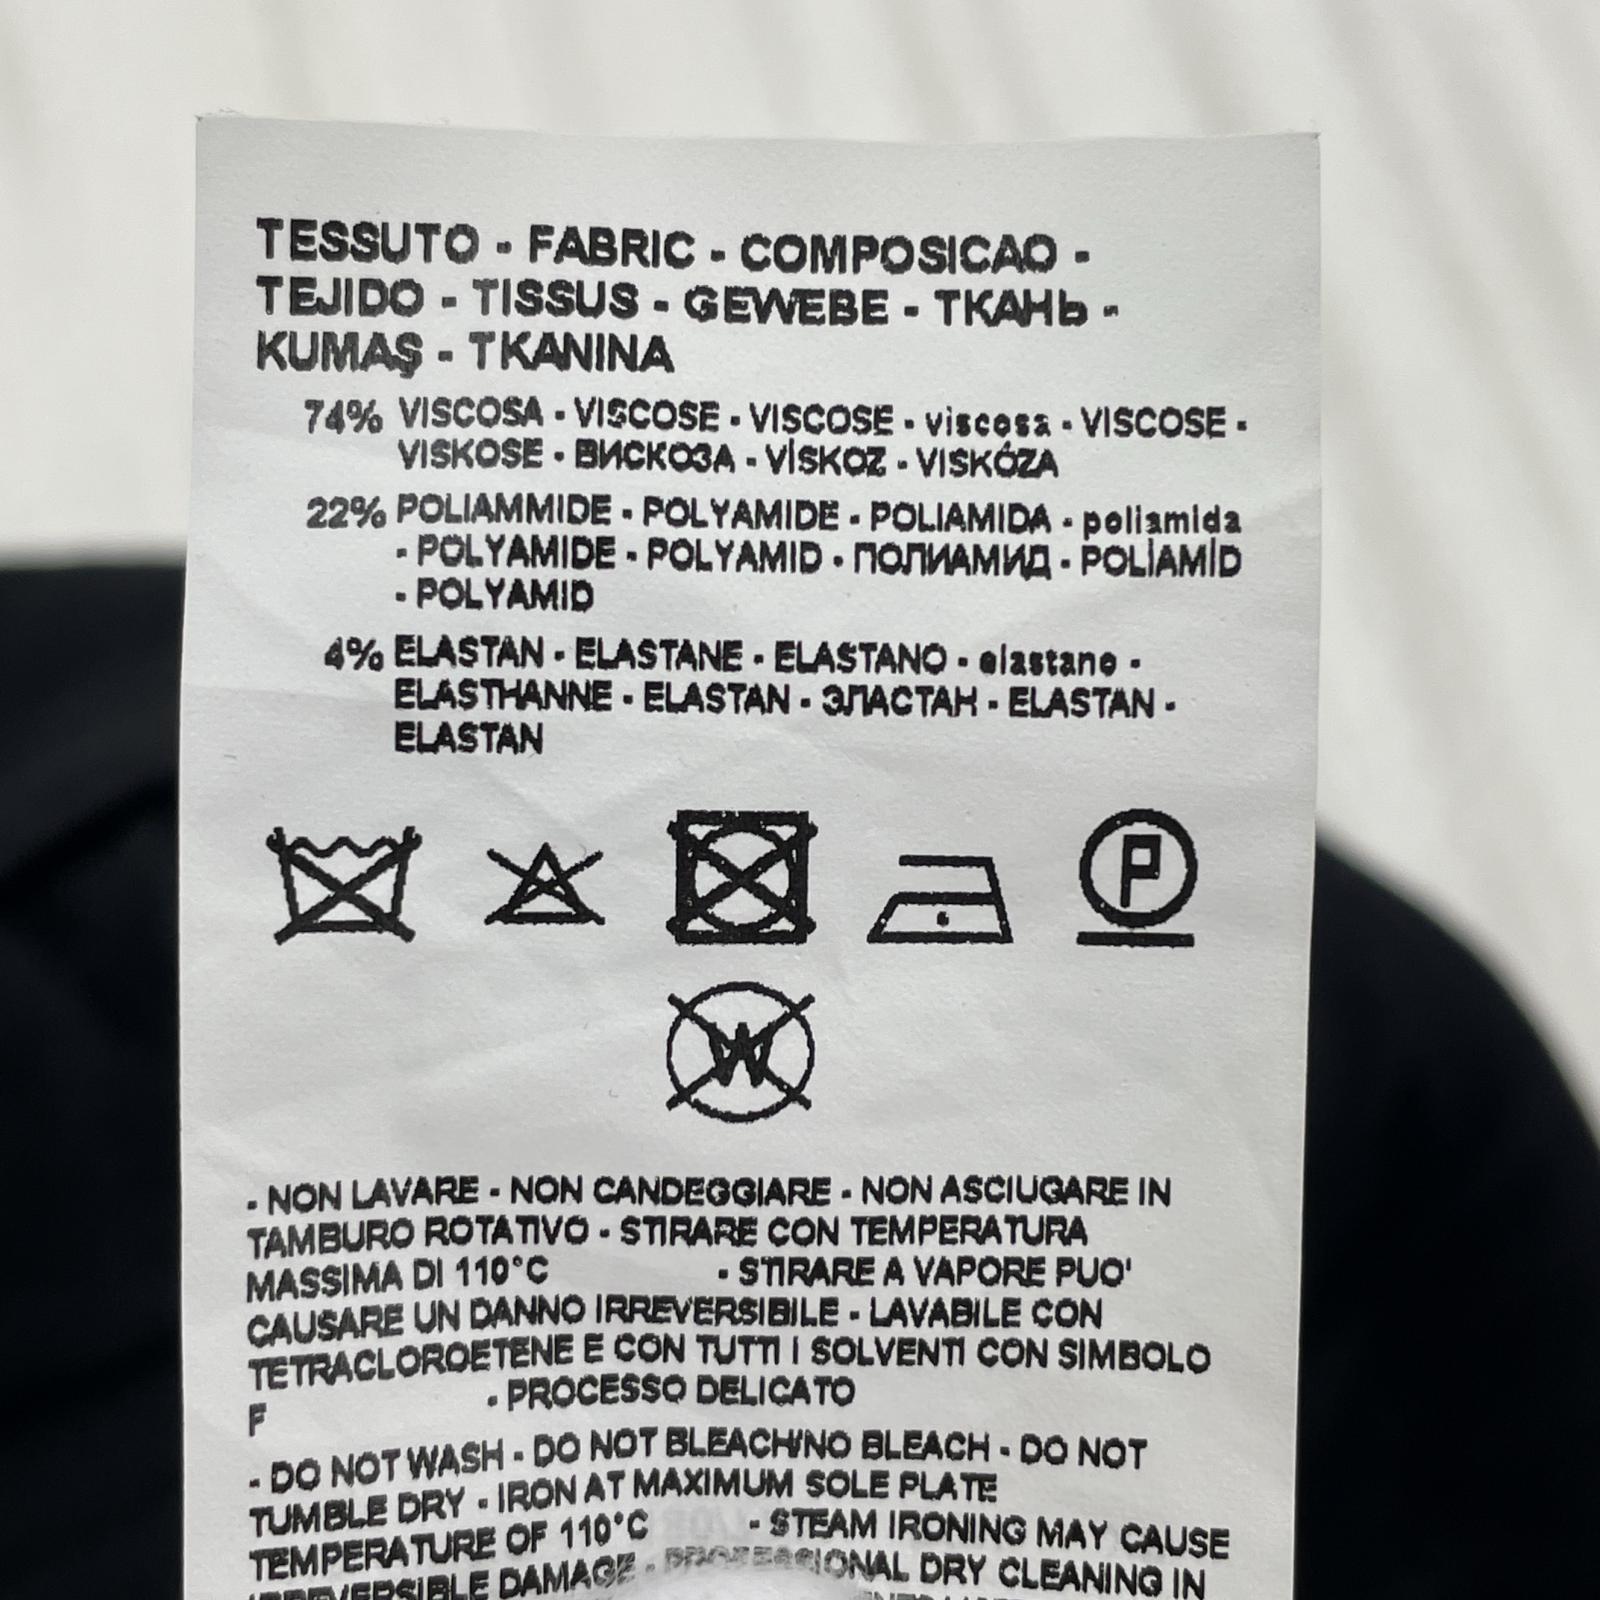 TESSUTO - FABRIC - COMPOSICAO -
TEJIDO - TISSUS - GEWEBE - ТКАНЬ -
KUMAŞ - TKANINA
74% VISCOSA - VISCOSE - VISCOSE - viscosa - VISCOSE -
VISKOSE - ВИСКОЗА - VİSKOZ - VISKÓZA
22% POLIAMMIDE - POLYAMIDE - POLIAMIDA - poliamida
- POLYAMIDE - POLYAMID - ПОЛИАМИД - POLİAMİD
- POLYAMID
4% ELASTAN - ELASTANE - ELASTANO - elastano -
ELASTHANNE - ELASTAN - ЭЛАСТАН - ELASTAN -
ELASTAN
P
W
- NON LAVARE - NON CANDEGGIARE - NON ASCIUGARE IN
TAMBURO ROTATIVO - STIRARE CON TEMPERATURA
MASSIMA DI 110°C - STIRARE A VAPORE PUO'
CAUSARE UN DANNO IRREVERSIBILE - LAVABILE CON
TETRACLOROETENE E CON TUTTI I SOLVENTI CON SIMBOLO
F - PROCESSO DELICATO
- DO NOT WASH - DO NOT BLEACH/NO BLEACH - DO NOT
TUMBLE DRY - IRON AT MAXIMUM SOLE PLATE
TEMPERATURE OF 110°C - STEAM IRONING MAY CAUSE
IRREVERSIBLE DAMAGE - PROFESSIONAL DRY CLEANING IN